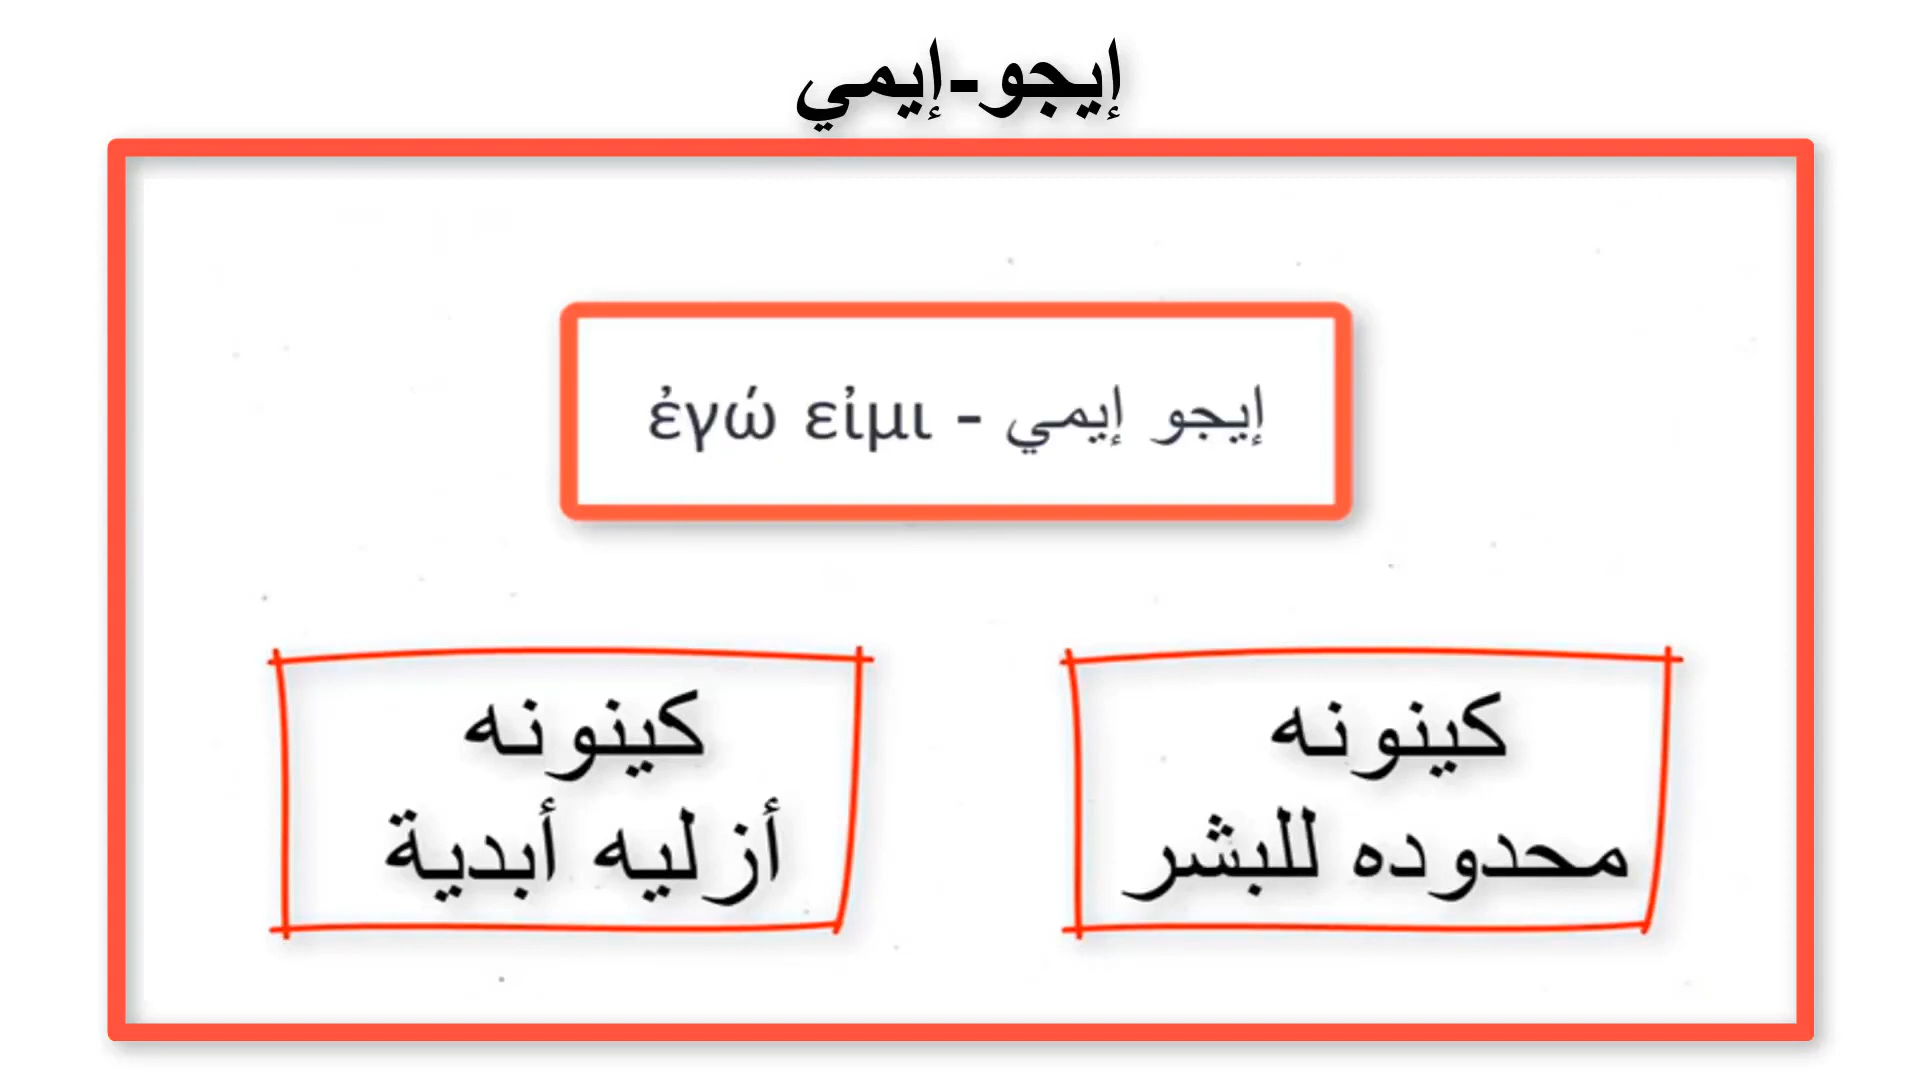 إيجو-إيمي
إيجو إيمي - ἐγώ εἰμι
كينونه
محدوده للبشر
كينونه
أزليه أبدية